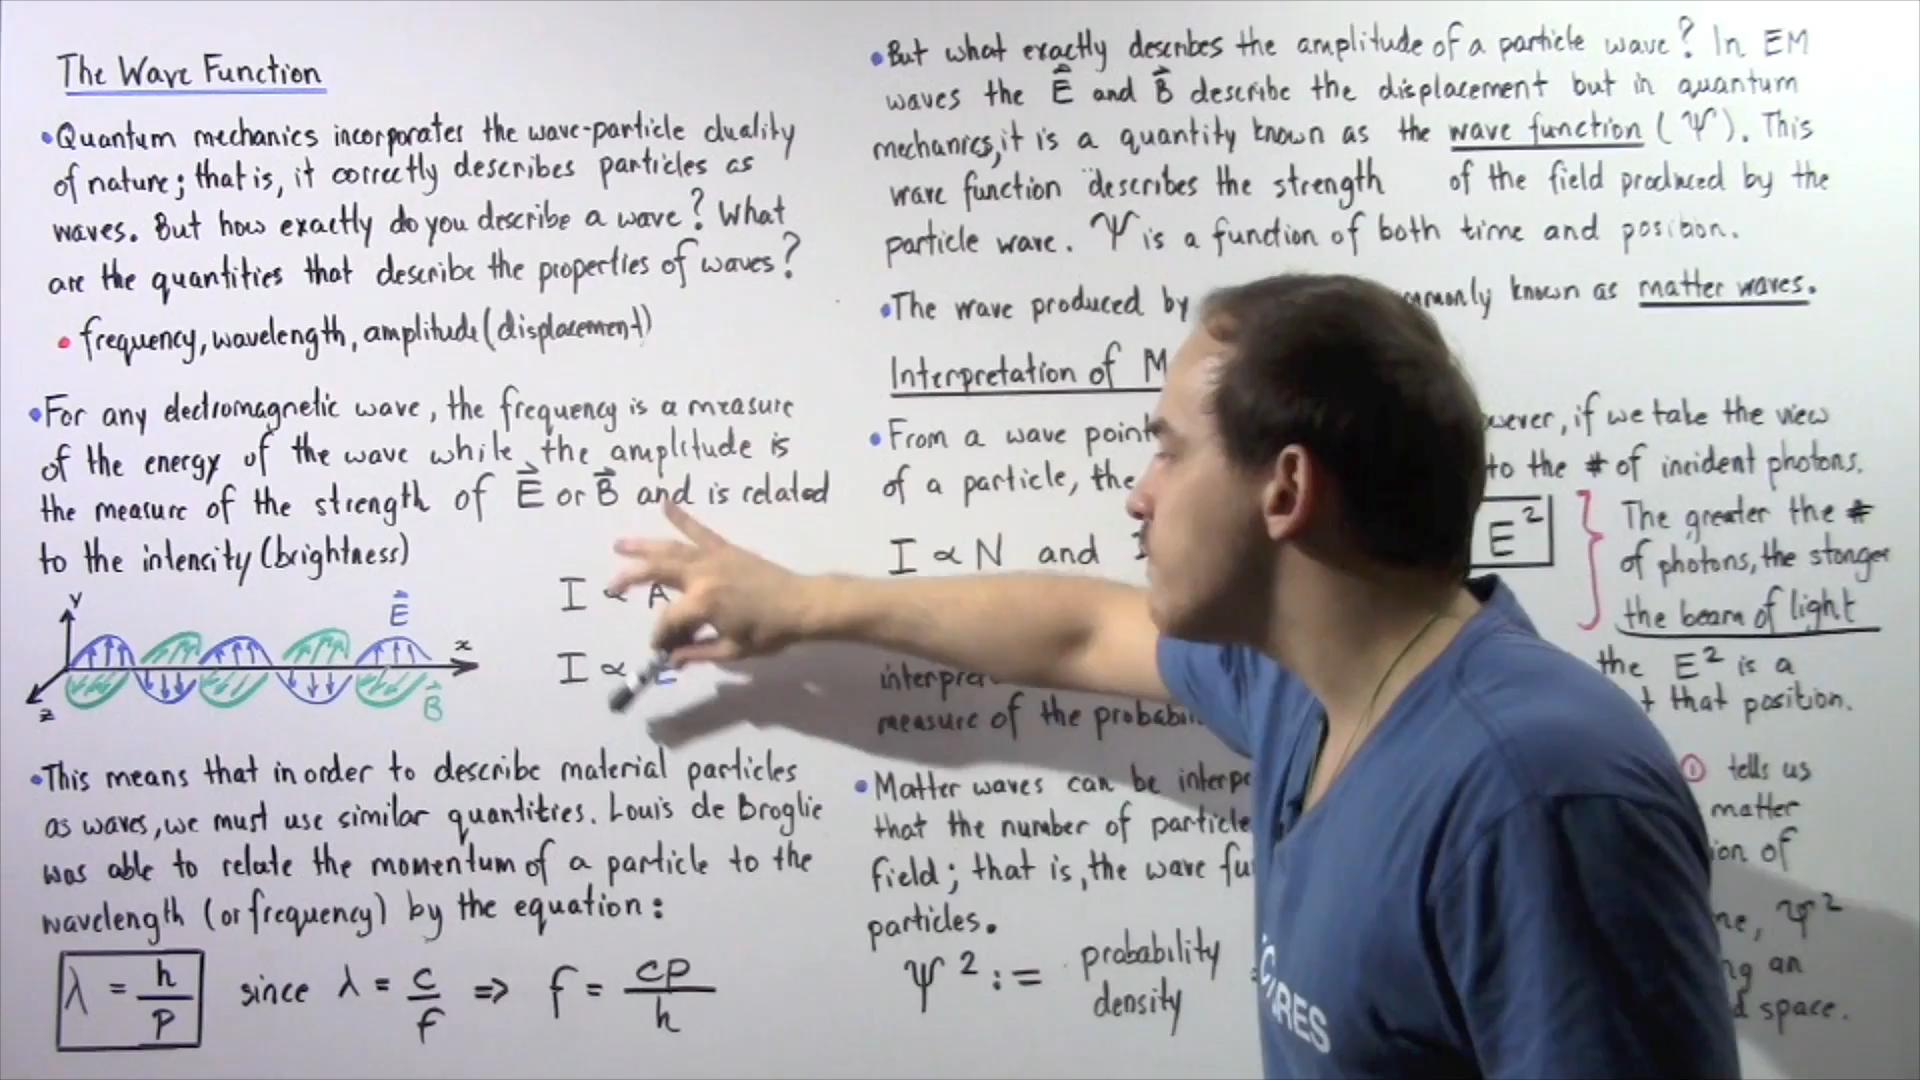 The Wave Function
•Quantum mechanics incorporates the wave-particle duality
of nature; that is, it correctly describes particles as
waves. But how exactly do you describe a wave? What
are the quantities that describe the properties of waves?
• frequency, wavelength, amplitude (displacement)
•For any electromagnetic wave, the frequency is a measure
of the energy of the wave while the amplitude is
the measure of the strength of E⃗ or B⃗ and is related
to the intensity (brightness)
Y
E⃗
x
z
B⃗
I ∝ A
I ∝ E
•This means that in order to describe material particles
as waves, we must use similar quantities. Louis de Broglie
was able to relate the momentum of a particle to the
wavelength (or frequency) by the equation:
λ = h/p since λ = c/f ⇒ f = cp/h
•But what exactly describes the amplitude of a particle wave? In EM
waves the E⃗ and B⃗ describe the displacement but in quantum
mechanics, it is a quantity known as the wave function (Ψ). This
wave function describes the strength of the field produced by the
particle wave. Ψ is a function of both time and position.
•The wave produced by known as matter waves.
Interpretation of M
•From a wave point wever, if we take the view
of a particle, the to the # of incident photons.
I ∝ N and E²
The greater the #
of photons, the stonger
the beam of light
the E² is a
measure of the that position.
•Matter waves can be tells us
that the number of matter
field; that is, the wave of
particles.
Ψ² := probability density
Ψ²
an
space.
CARES